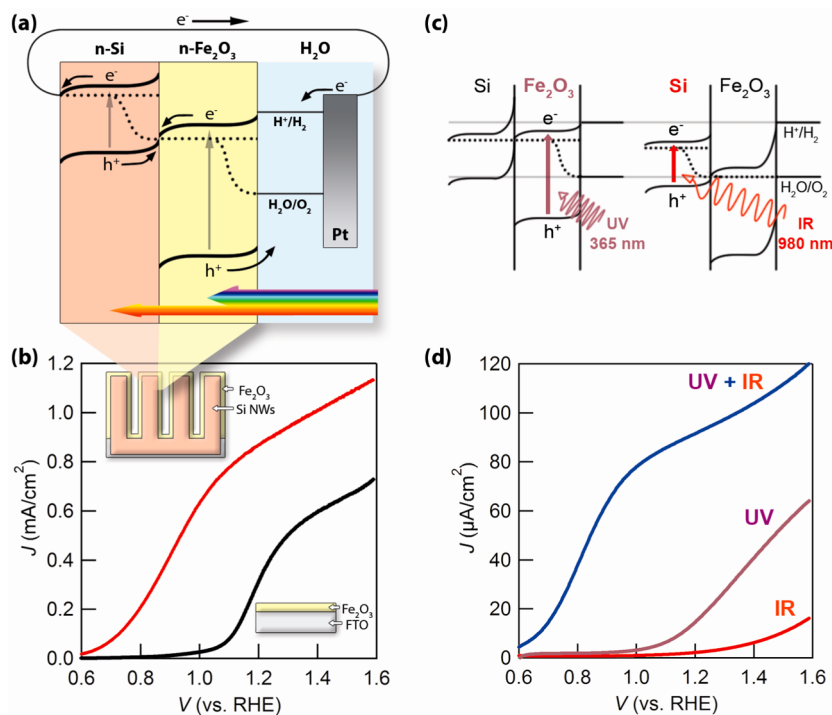 (a)
e⁻
n-Si
n-Fe₂O₃
H₂O
e⁻
e⁻
e⁻
H⁺/H₂
h⁺
H₂O/O₂
Pt
h⁺
(c)
Si
Fe₂O₃
Si
Fe₂O₃
e⁻
e⁻
H⁺/H₂
H₂O/O₂
h⁺
h⁺
UV
365 nm
IR
980 nm
(b)
1.2
1.0
0.8
0.6
0.4
0.2
0.0
J (mA/cm²)
Fe₂O₃
Si NWs
Fe₂O₃
FTO
0.6 0.8 1.0 1.2 1.4 1.6
V (vs. RHE)
(d)
120
100
80
60
40
20
0
J (µA/cm²)
UV + IR
UV
IR
0.6 0.8 1.0 1.2 1.4 1.6
V (vs. RHE)